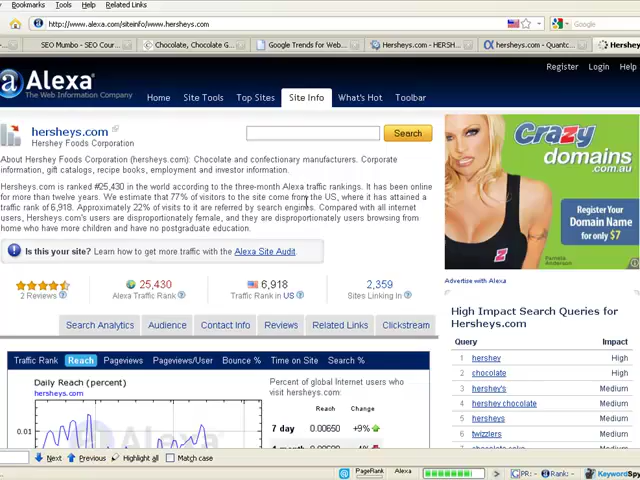 Bookmarks Tools Help Related Links
http://www.alexa.com/siteinfo/www.hersheys.com
Google
SEO Mumbo - SEO Cour...
Chocolate, Chocolate G...
Google Trends for Web...
Hersheys.com - HERSH...
hersheys.com - Quantc...
Hershey
Register Login Help
Alexa
The Web Information Company
Home Site Tools Top Sites Site Info What's Hot Toolbar
hersheys.com
Hershey Foods Corporation
Search
About Hershey Foods Corporation (hersheys.com): Chocolate and confectionary manufacturers. Corporate
information, gift catalogs, recipe books, employment and investor information.
Hersheys.com is ranked #25,430 in the world according to the three-month Alexa traffic rankings. It has been online
for more than twelve years. We estimate that 77% of visitors to the site come from the US, where it has attained a
traffic rank of 6,918. Approximately 22% of visits to it are referred by search engines. Compared with all internet
users, Hersheys.com's users are disproportionately female, and they are disproportionately users browsing from
home who have more children and have no postgraduate education.
Is this your site? Learn how to get more traffic with the Alexa Site Audit.
2 Reviews
25,430
Alexa Traffic Rank
6,918
Traffic Rank in US
2,359
Sites Linking In
Search Analytics Audience Contact Info Reviews Related Links Clickstream
Traffic Rank Reach Pageviews Pageviews/User Bounce % Time on Site Search %
Daily Reach (percent)
hersheys.com
0.01
Alexa
Percent of global Internet users who
visit hersheys.com:
Reach Change
7 day 0.00650 +9%
Crazy
domains
.com.au
Register Your
Domain Name
for only $7
Pamela
Anderson
Advertise with Alexa
High Impact Search Queries for
Hersheys.com
Query Impact
1 hershey High
2 chocolate High
3 hershey's Medium
4 hershey chocolate Medium
5 hersheys Medium
6 twizzlers Medium
Next Previous Highlight all Match case
PageRank Alexa
PR: Rank: KeywordSpy